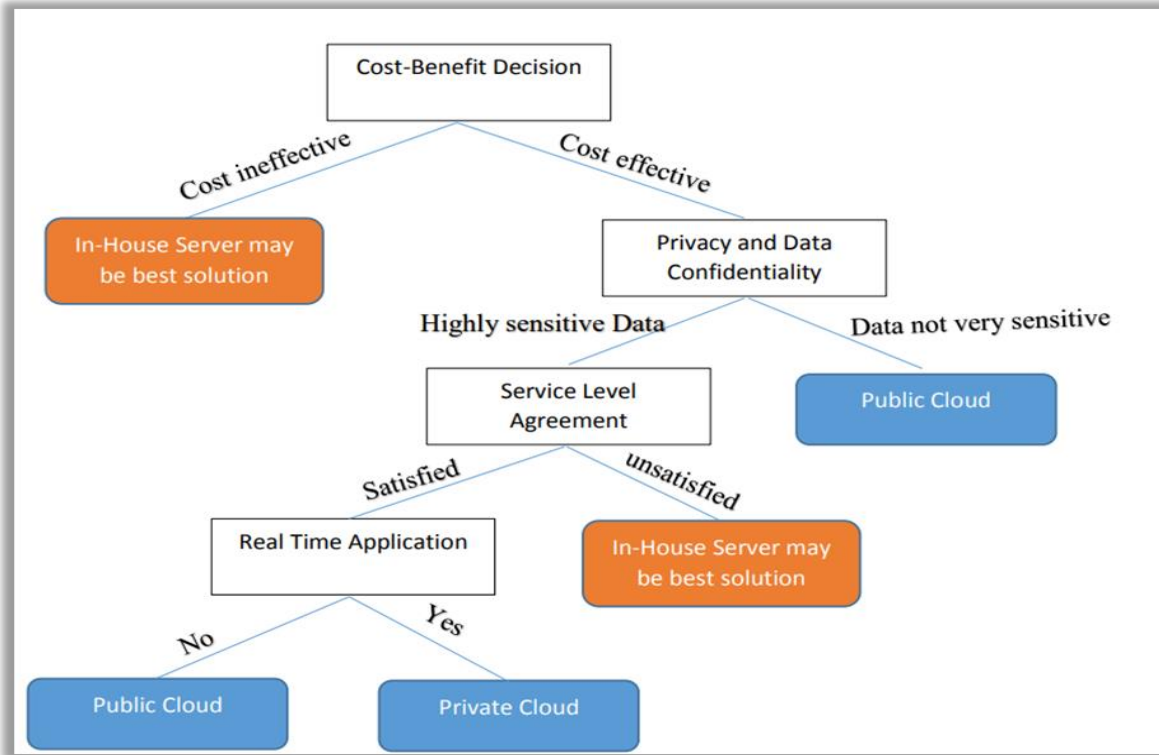 Cost-Benefit Decision
Cost ineffective
Cost effective
In-House Server may
be best solution
Privacy and Data
Confidentiality
Highly sensitive Data
Data not very sensitive
Service Level
Agreement
Public Cloud
Satisfied
unsatisfied
Real Time Application
In-House Server may
be best solution
No
Yes
Public Cloud
Private Cloud